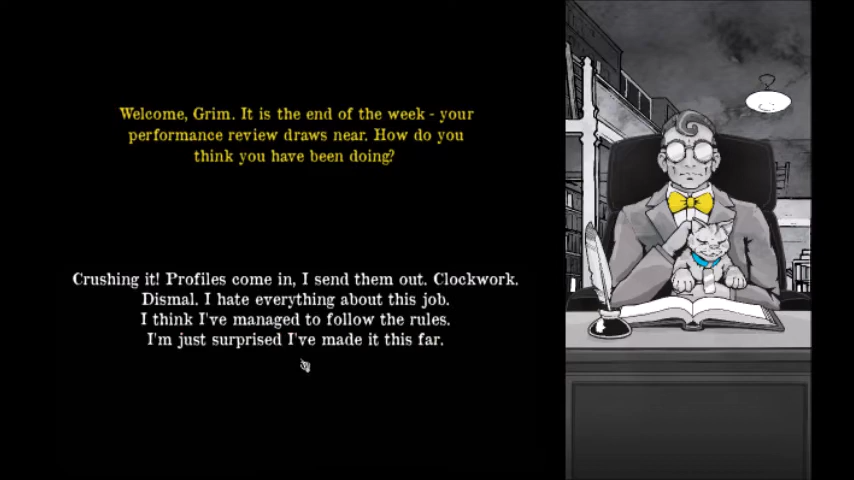 Welcome, Grim. It is the end of the week - your
performance review draws near. How do you
think you have been doing?
Crushing it! Profiles come in, I send them out. Clockwork.
Dismal. I hate everything about this job.
I think I've managed to follow the rules.
I'm just surprised I've made it this far.